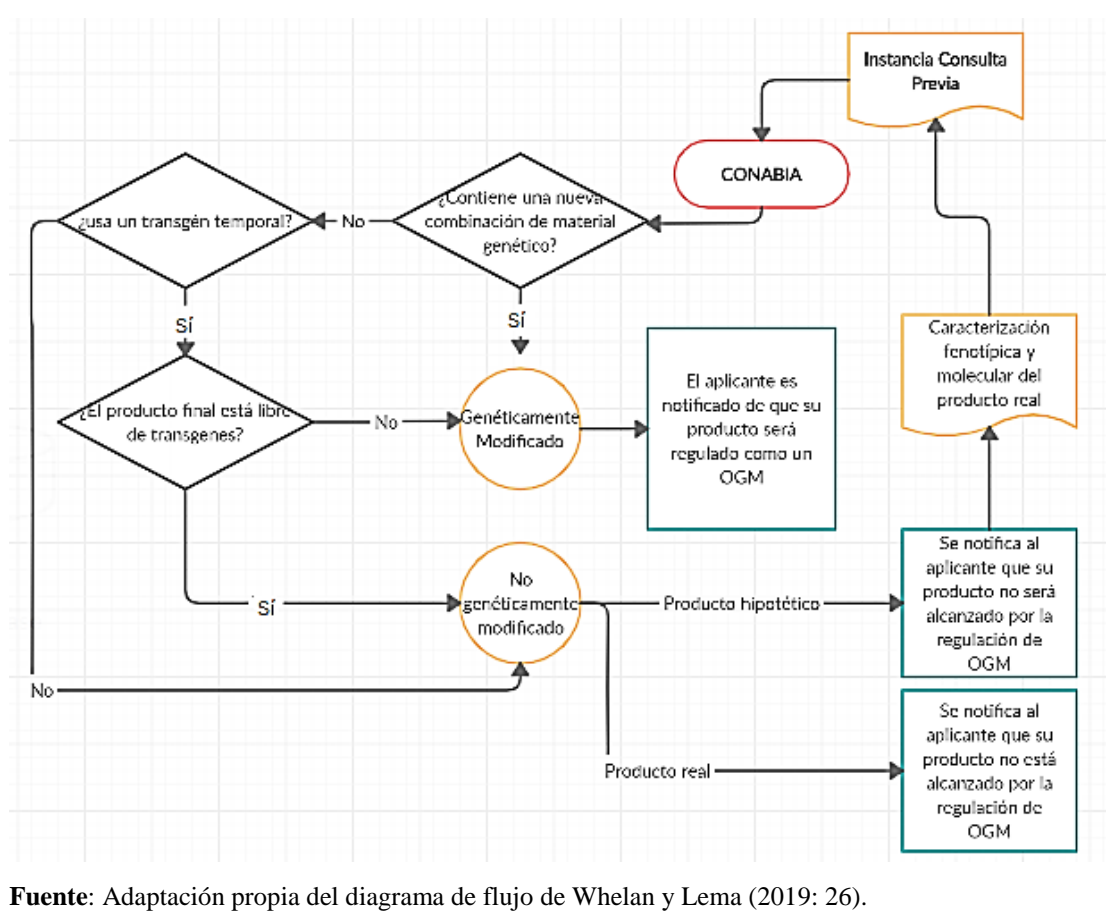 Instancia Consulta
Previa
CONABIA
¿Contiene una nueva
combinación de material
genético?
No
¿usa un transgén temporal?
Sí
Sí
¿El producto final está libre
de transgenes?
No
Genéticamente
Modificado
El aplicante es
notificado de que su
producto será
regulado como un
OGM
Caracterización
fenotípica y
molecular del
producto real
Sí
No
genéticamente
modificado
Producto hipotético
Se notifica al
aplicante que su
producto no será
alcanzado por la
regulación de
OGM
No
Producto real
Se notifica al
aplicante que su
producto no está
alcanzado por la
regulación de
OGM
Fuente: Adaptación propia del diagrama de flujo de Whelan y Lema (2019: 26).